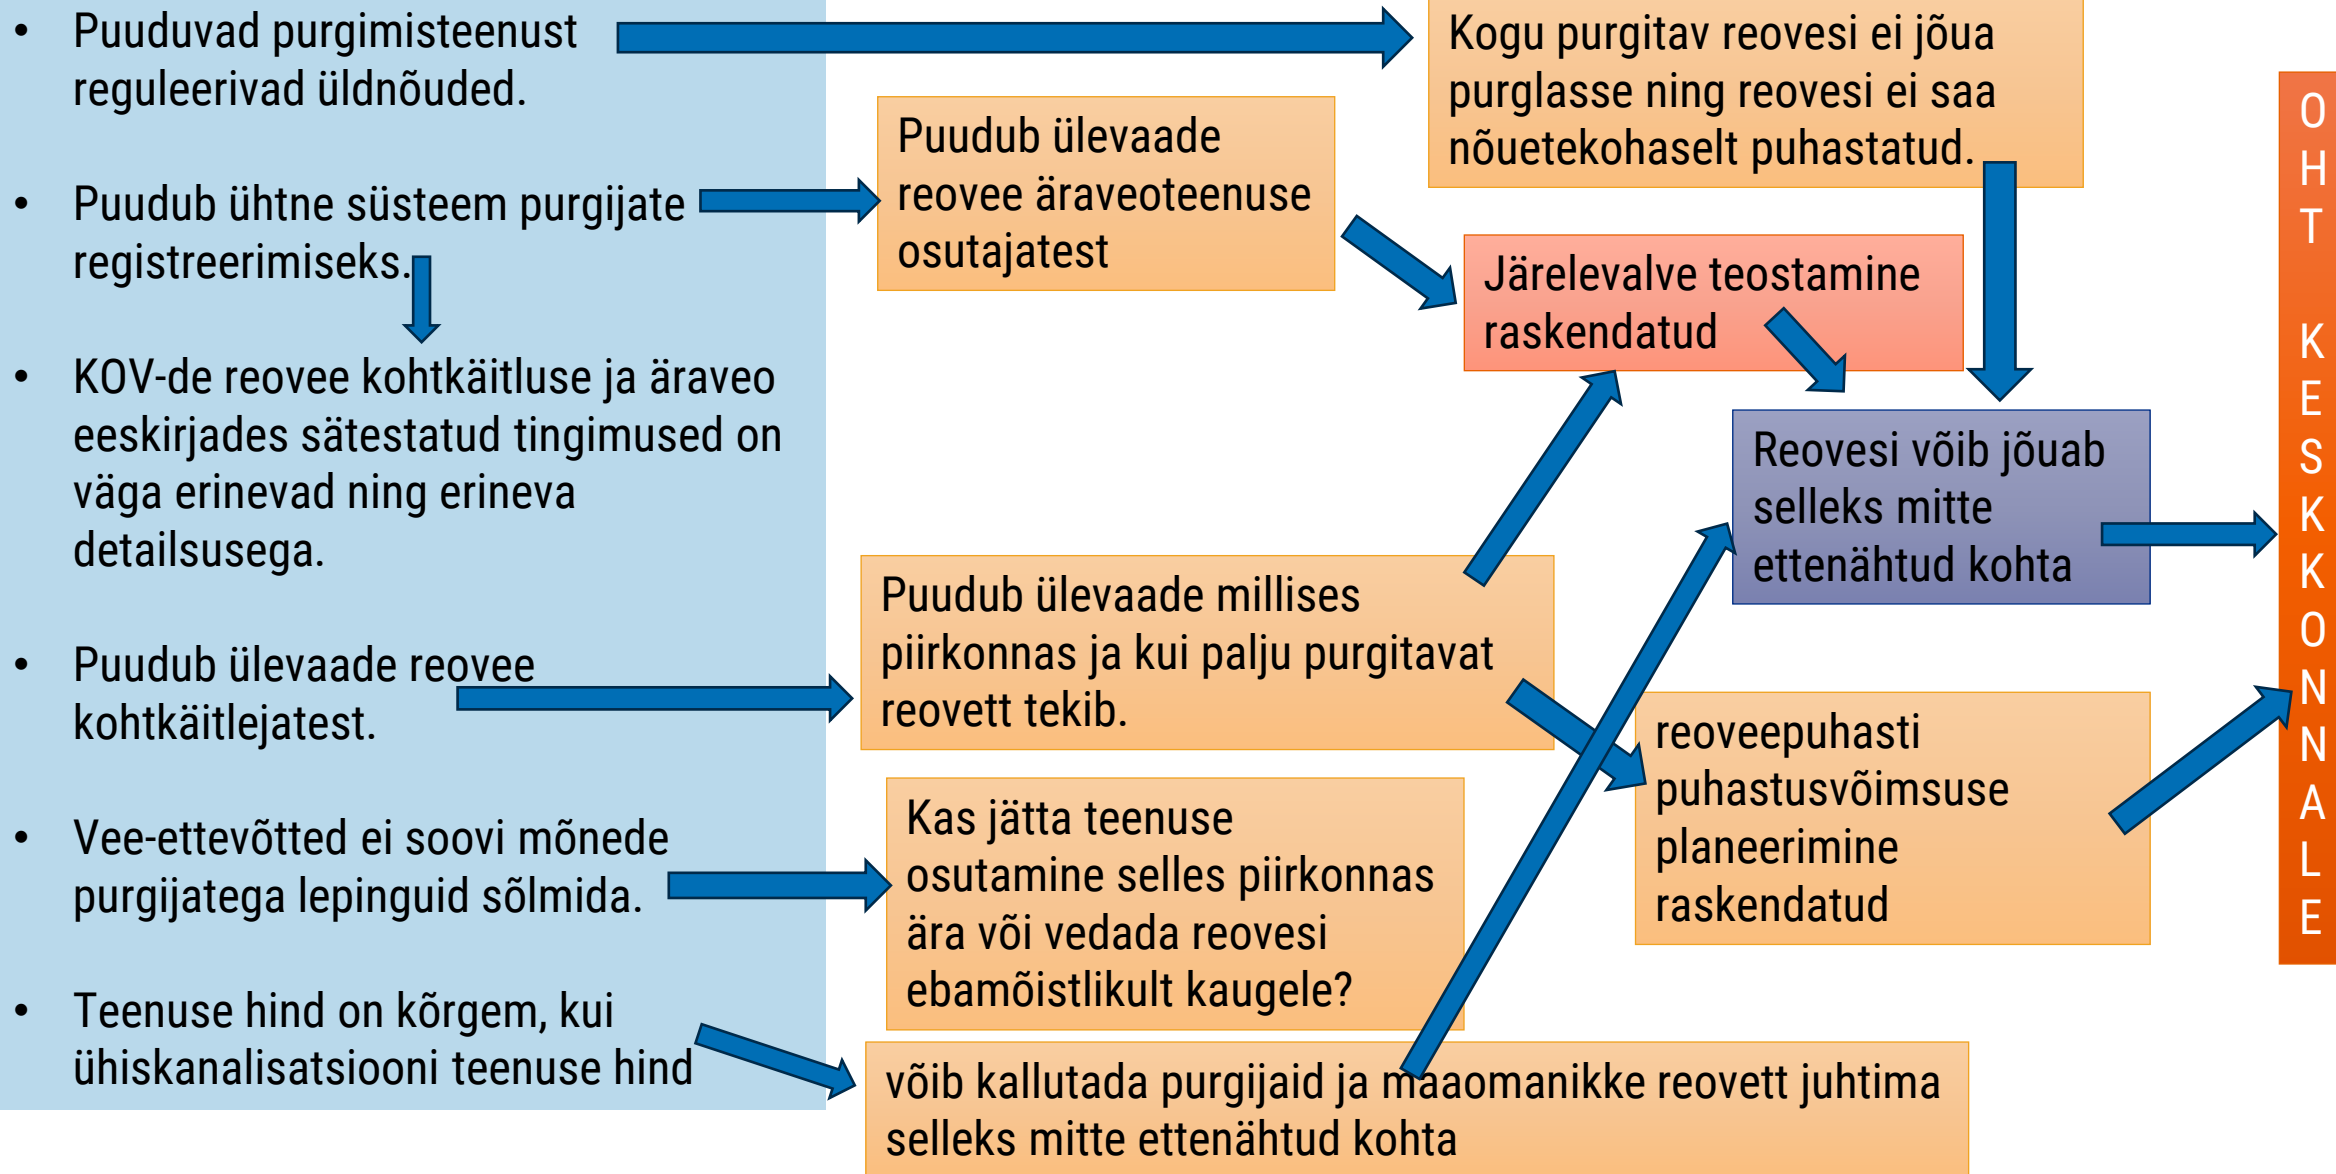 • Puuduvad purgimisteenust
reguleerivad üldnõuded.
• Puudub ühtne süsteem purgijate
registreerimiseks.
• KOV-de reovee kohtkäitluse ja äraveo
eeskirjades sätestatud tingimused on
väga erinevad ning erineva
detailsusega.
• Puudub ülevaade reovee
kohtkäitlejatest.
• Vee-ettevõtted ei soovi mõnede
purgijatega lepinguid sõlmida.
• Teenuse hind on kõrgem, kui
ühiskanalisatsiooni teenuse hind
Kogu purgitav reovesi ei jõua
purglasse ning reovesi ei saa
nõuetekohaselt puhastatud.
Puudub ülevaade
reovee äraveoteenuse
osutajatest
Järelevalve teostamine
raskendatud
Reovesi võib jõuab
selleks mitte
ettenähtud kohta
Puudub ülevaade millises
piirkonnas ja kui palju purgitavat
reovett tekib.
reoveepuhasti
puhastusvõimsuse
planeerimine
raskendatud
Kas jätta teenuse
osutamine selles piirkonnas
ära või vedada reovesi
ebamõistlikult kaugele?
võib kallutada purgijaid ja maaomanikke reovett juhtima
selleks mitte ettenähtud kohta
OHT KESKKONNALE